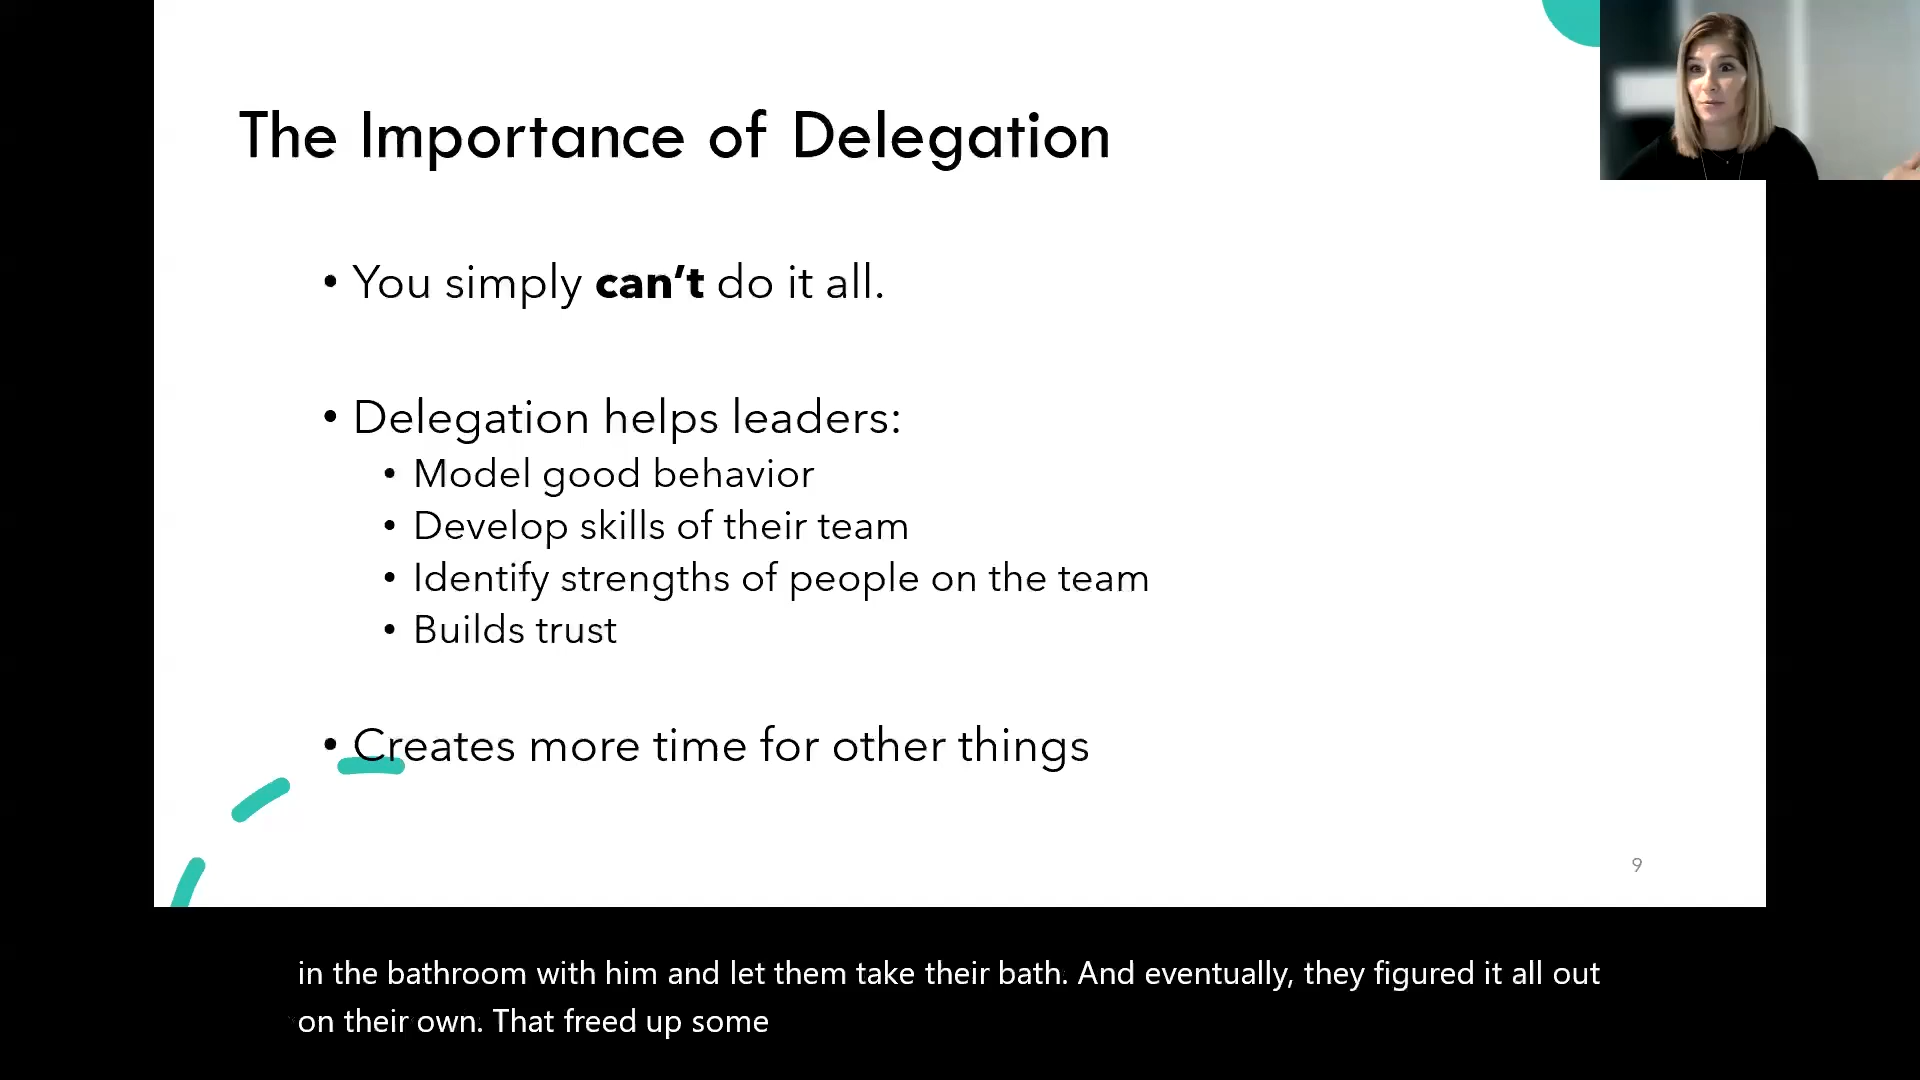 The Importance of Delegation
• You simply can't do it all.
• Delegation helps leaders:
• Model good behavior
• Develop skills of their team
• Identify strengths of people on the team
• Builds trust
• Creates more time for other things
9
in the bathroom with him and let them take their bath. And eventually, they figured it all out
on their own. That freed up some